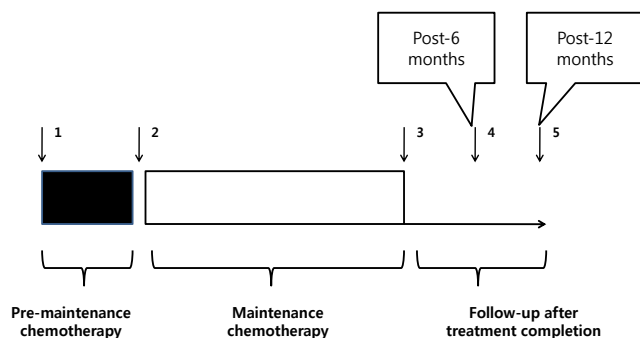 Post-6
months
Post-12
months
1
2
3
4
5
Pre-maintenance
chemotherapy
Maintenance
chemotherapy
Follow-up after
treatment completion